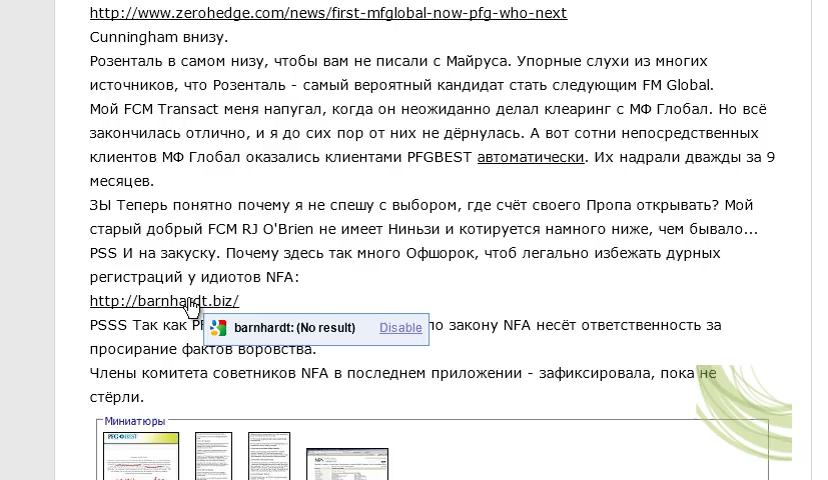 http://www.zerohedge.com/news/first-mfglobal-now-pfg-who-next
Cunningham внизу.
Розенталь в самом низу, чтобы вам не писали с Майруса. Упорные слухи из многих
источников, что Розенталь - самый вероятный кандидат стать следующим FM Global.
Мой FCM Transact меня напугал, когда он неожиданно делал клеаринг с МФ Глобал. Но всё
закончилась отлично, и я до сих пор от них не дёрнулась. А вот сотни непосредственных
клиентов МФ Глобал оказались клиентами PFGBEST автоматически. Их надрали дважды за 9
месяцев.
ЗЫ Теперь понятно почему я не спешу с выбором, где счёт своего Пропа открывать? Мой
старый добрый FCM RJ O'Brien не имеет Ниньзи и котируется намного ниже, чем бывало...
PSS И на закуску. Почему здесь так много Офшорок, чтоб легально избежать дурных
регистраций у идиотов NFA:
http://barnhardt.biz/
barnhardt: (No result) Disable
PSSS Так как по закону NFA несёт ответственность за
просирание фактов воровства.
Члены комитета советников NFA в последнем приложении - зафиксировала, пока не
стёрли.
Миниатюры
PFGBEST